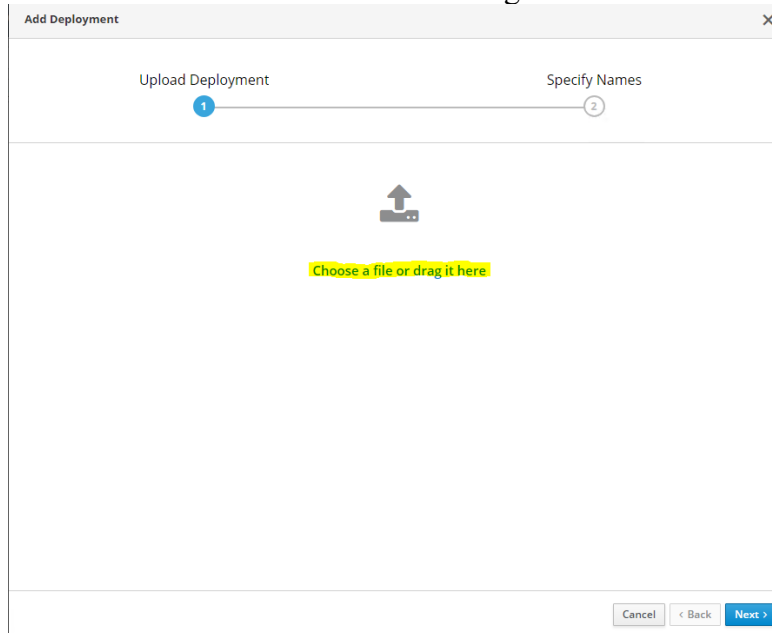 Add Deployment
Upload Deployment Specify Names
1 2
Choose a file or drag it here
Cancel < Back Next >